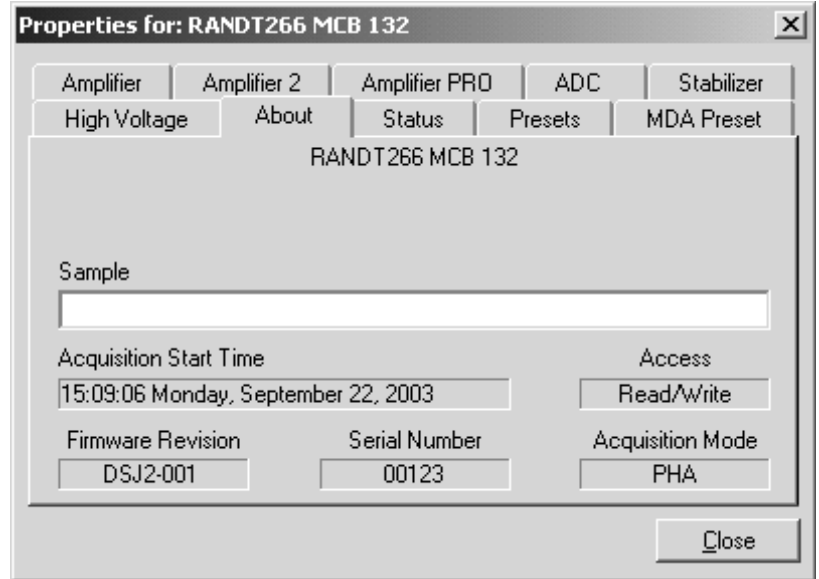 Properties for: RANDT266 MCB 132
Amplifier Amplifier 2 Amplifier PRO ADC Stabilizer
High Voltage About Status Presets MDA Preset
RANDT266 MCB 132
Sample
Acquisition Start Time Access
15:09:06 Monday, September 22, 2003 Read/Write
Firmware Revision Serial Number Acquisition Mode
DSJ2-001 00123 PHA
Close